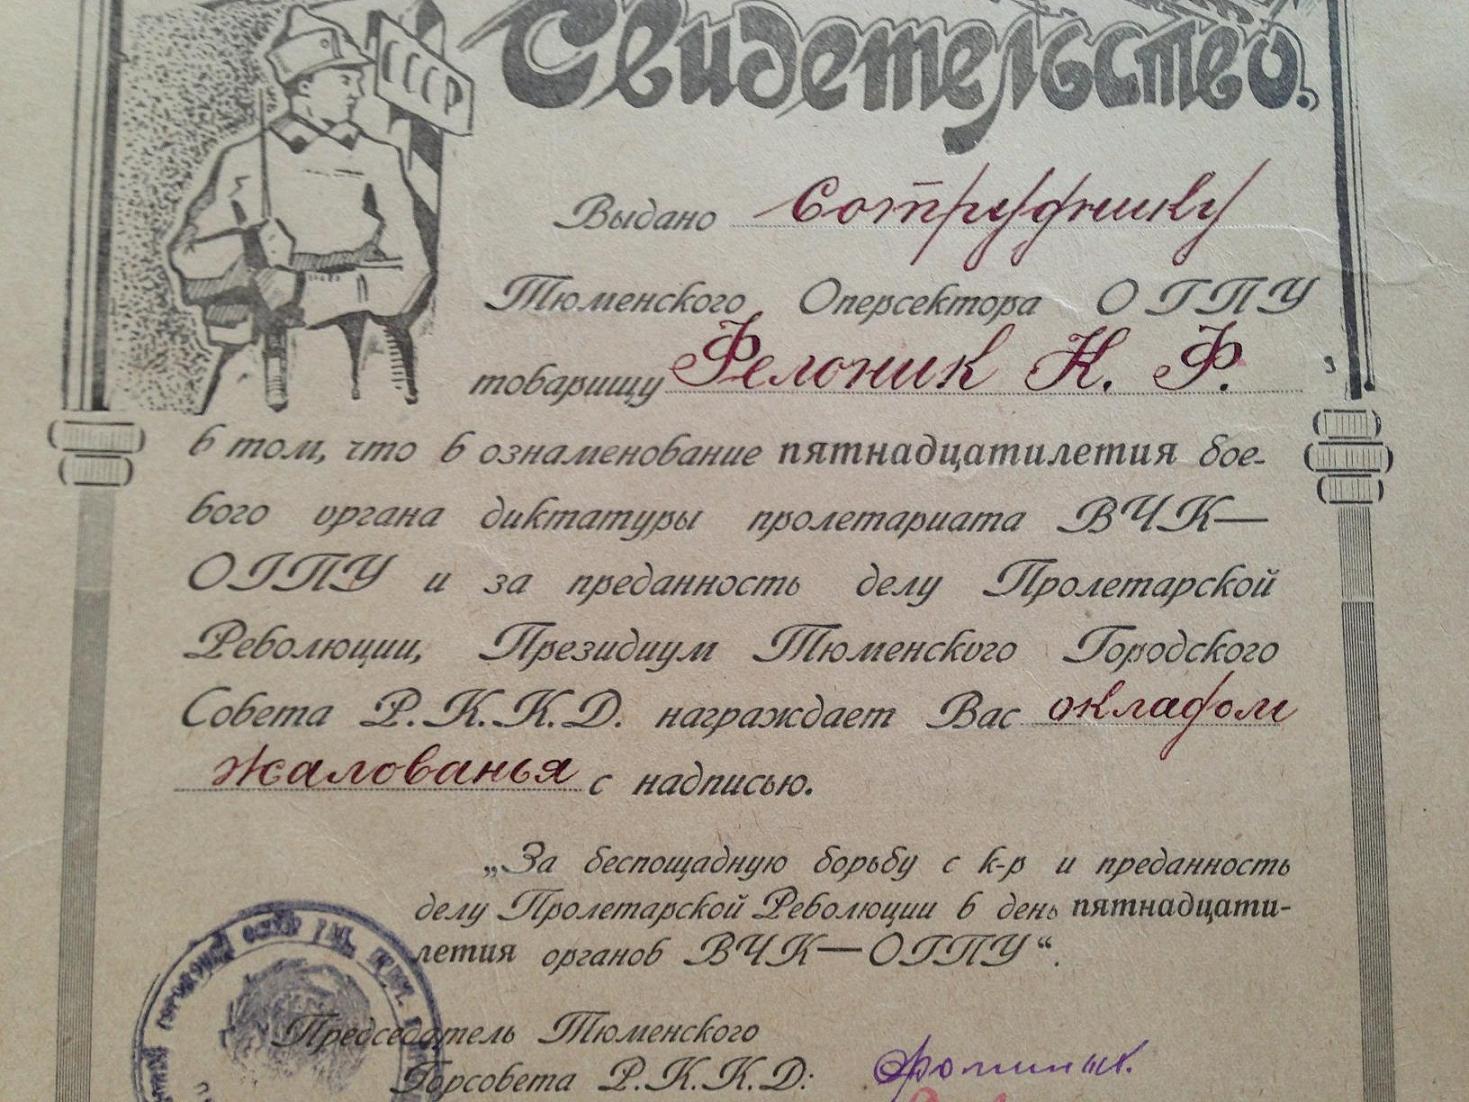 СССР
Свидетельство.
Выдано сотруднику
Тюменского Оперсектора ОГПУ
товарищу Фелоник Н. Ф.
в том, что в ознаменование пятнадцатилетия бое-
вого органа диктатуры пролетариата ВЧК—
ОГПУ и за преданность делу Пролетарской
Революции, Президиум Тюменского Городского
Совета Р.К.К.Д. награждает Вас окладом
жалованья с надписью.
„За беспощадную борьбу с к-р и преданность
делу Пролетарской Революции в день пятнадцати-
летия органов ВЧК—ОГПУ“.
Председатель Тюменского
Горсовета Р.К.К.Д: